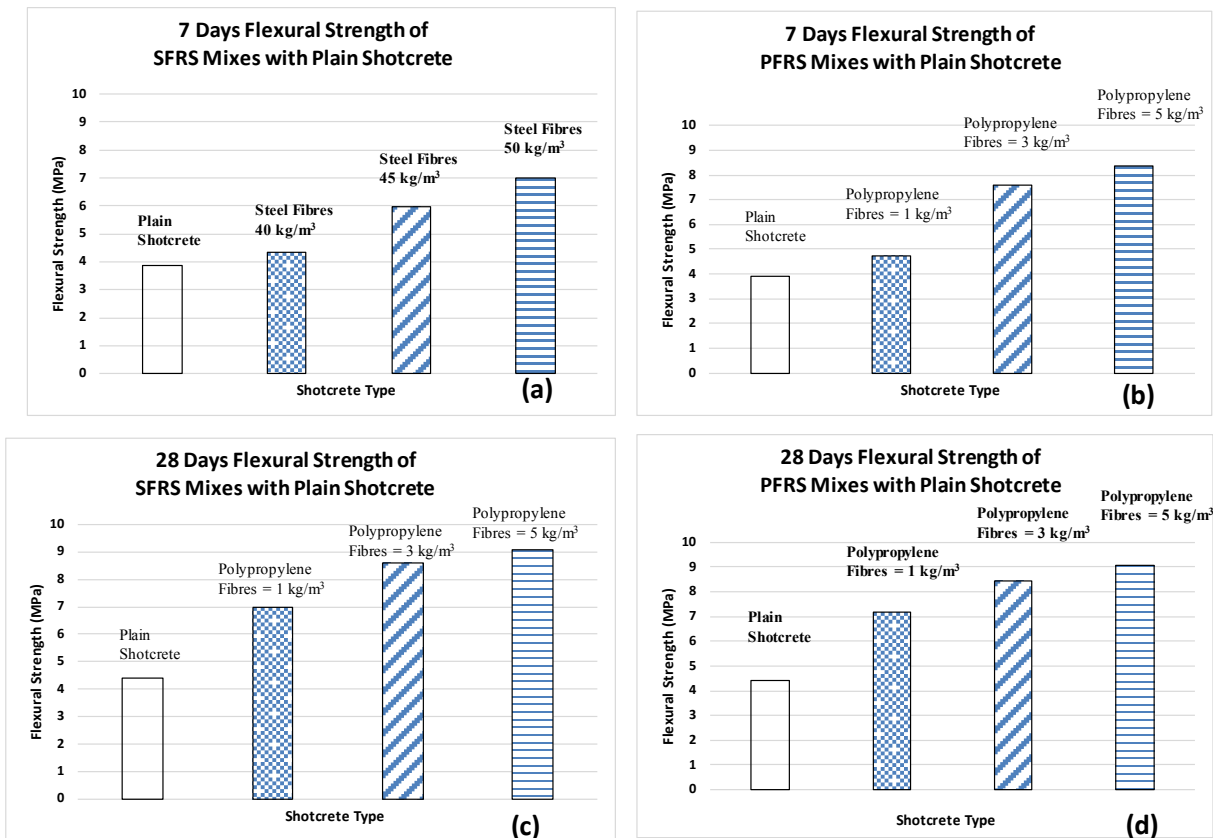 7 Days Flexural Strength of
SFRS Mixes with Plain Shotcrete
10
9
8
7
6
5
4
3
2
1
0
Flexural Strength (MPa)
Plain
Shotcrete
Steel Fibres
40 kg/m³
Steel Fibres
45 kg/m³
Steel Fibres
50 kg/m³
Shotcrete Type
(a)
7 Days Flexural Strength of
PFRS Mixes with Plain Shotcrete
10
9
8
7
6
5
4
3
2
1
0
Flexural Strength (MPa)
Plain
Shotcrete
Polypropylene
Fibres = 1 kg/m³
Polypropylene
Fibres = 3 kg/m³
Polypropylene
Fibres = 5 kg/m³
Shotcrete Type
(b)
28 Days Flexural Strength of
SFRS Mixes with Plain Shotcrete
10
9
8
7
6
5
4
3
2
1
0
Flexural Strength (MPa)
Plain
Shotcrete
Polypropylene
Fibres = 1 kg/m³
Polypropylene
Fibres = 3 kg/m³
Polypropylene
Fibres = 5 kg/m³
Shotcrete Type
(c)
28 Days Flexural Strength of
PFRS Mixes with Plain Shotcrete
10
9
8
7
6
5
4
3
2
1
0
Flexural Strength (MPa)
Plain
Shotcrete
Polypropylene
Fibres = 1 kg/m³
Polypropylene
Fibres = 3 kg/m³
Polypropylene
Fibres = 5 kg/m³
Shotcrete Type
(d)